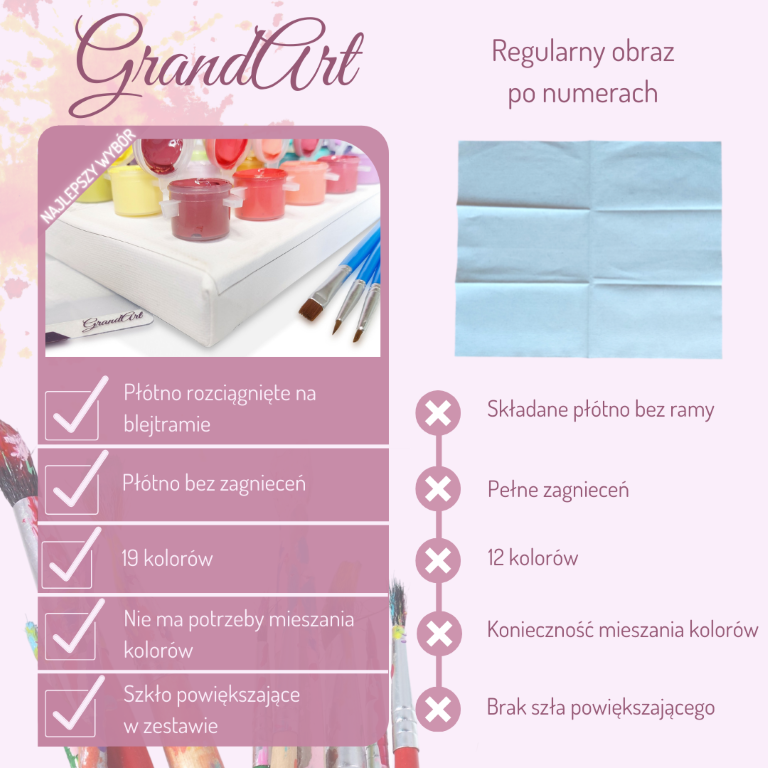 GrandArt
Regularny obraz
po numerach
NAJLEPSZY WYBÓR
GrandArt
Płótno rozciągnięte na
blejtramie
Składane płótno bez ramy
Płótno bez zagnieceń
Pełne zagnieceń
19 kolorów
12 kolorów
Nie ma potrzeby mieszania
kolorów
Konieczność mieszania kolorów
Szkło powiększające
w zestawie
Brak szła powiększającego